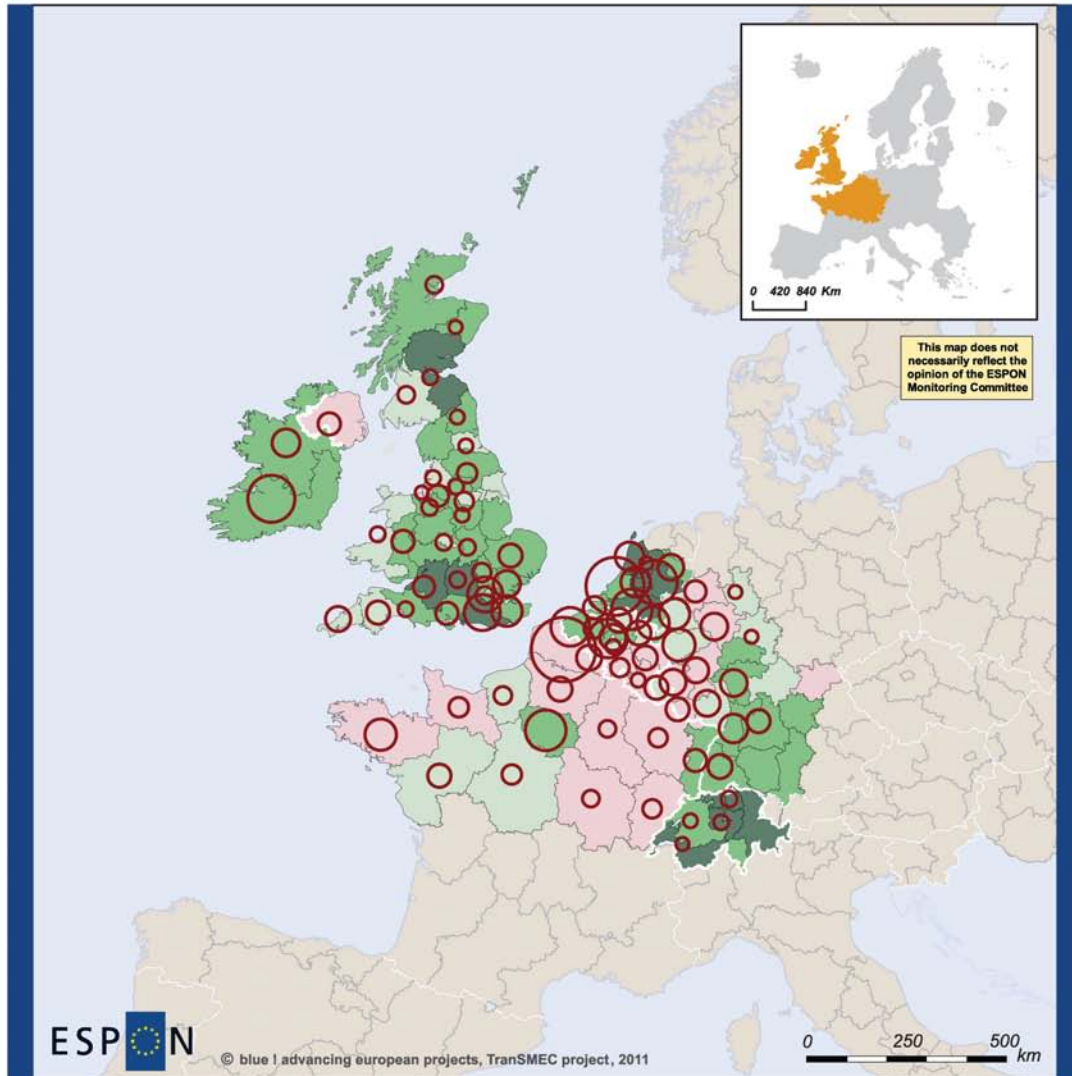 0 420 840 Km
This map does not
necessarily reflect the
opinion of the ESPON
Monitoring Committee
ESPON
© blue ! advancing european projects, TranSMEC project, 2011
0 250 500
km